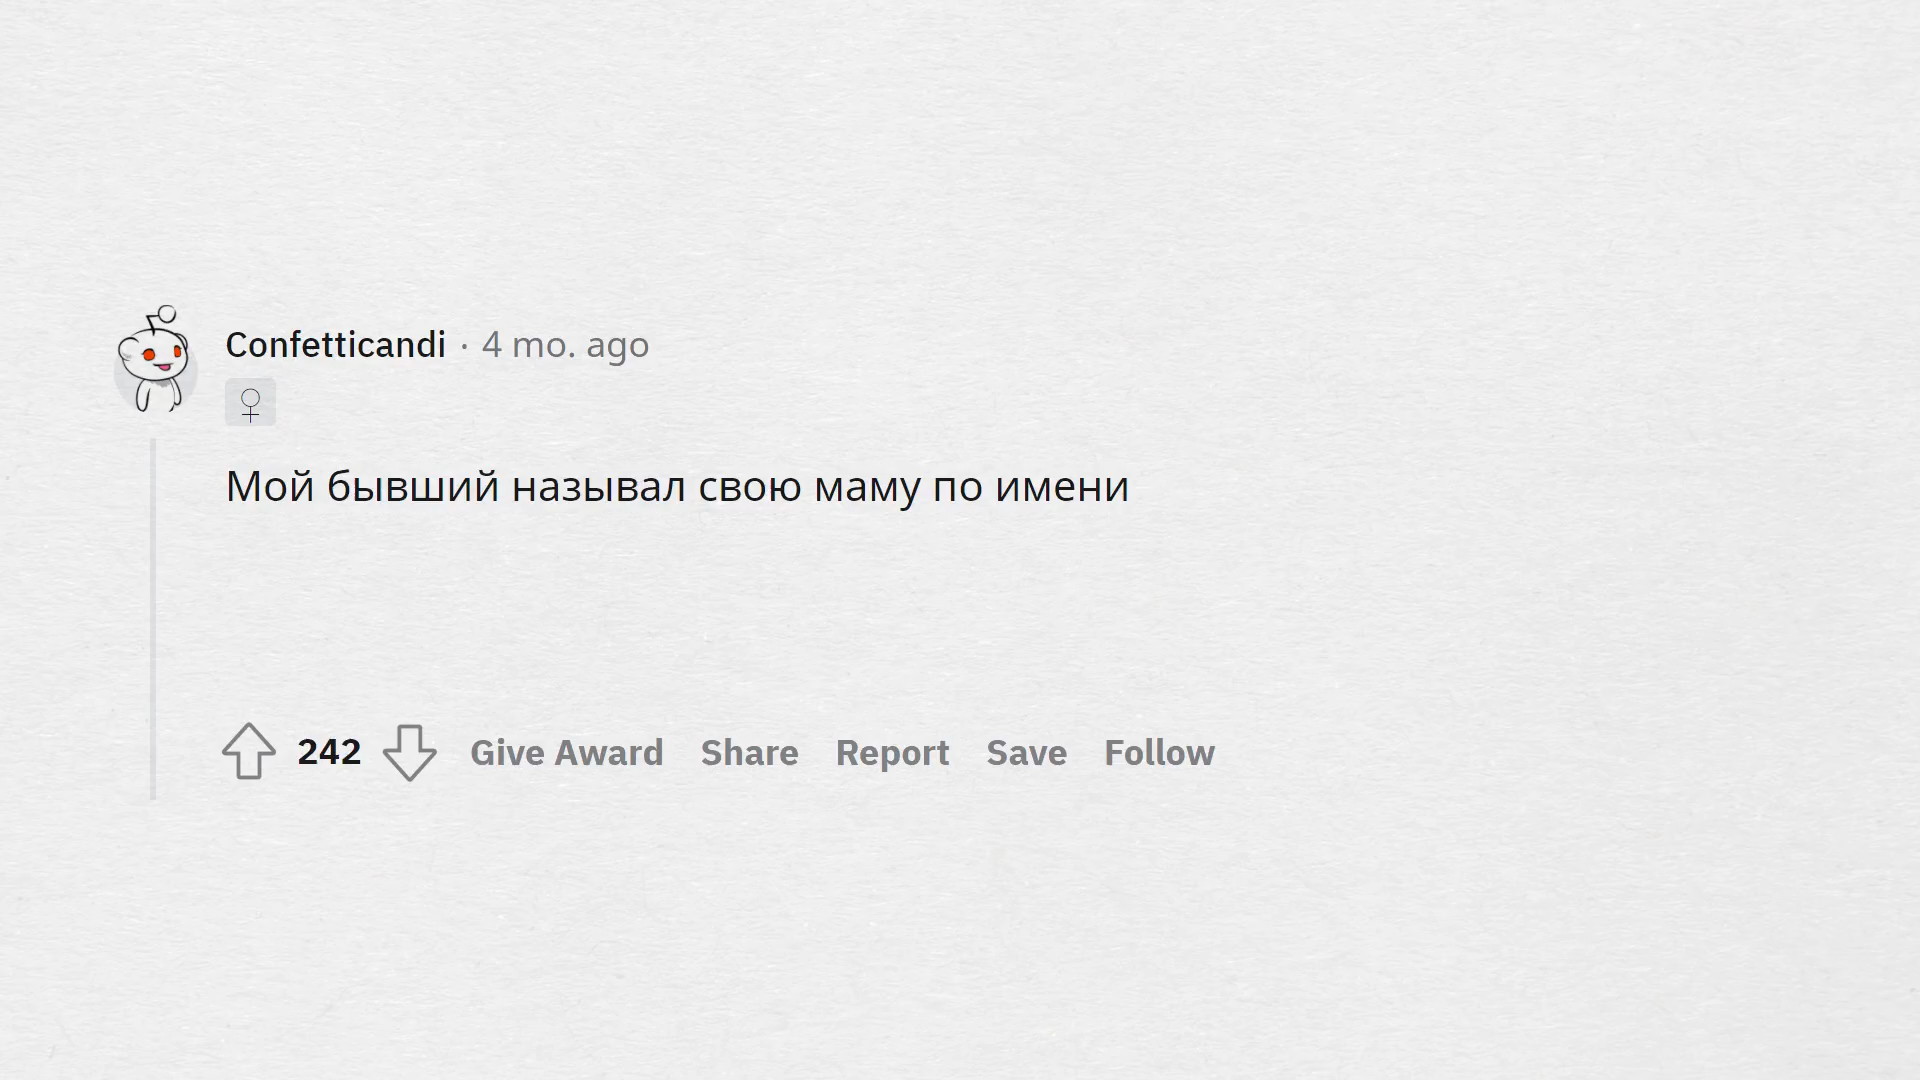 Confetticandi · 4 mo. ago
♀
Мой бывший называл свою маму по имени
242 Give Award Share Report Save Follow